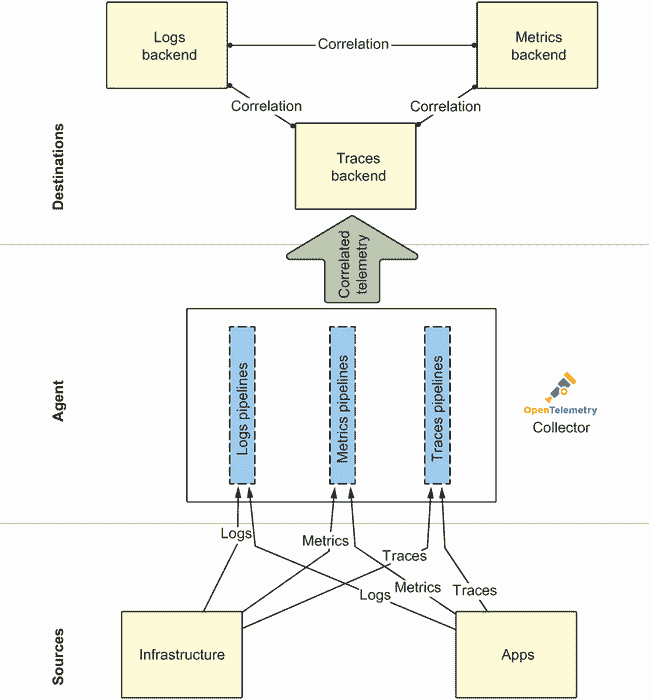 Logs
backend
Correlation
Metrics
backend
Correlation
Correlation
Traces
backend
Destinations
Correlated
telemetry
Agent
Logs pipelines
Metrics pipelines
Traces pipelines
OpenTelemetry
Collector
Logs
Metrics
Traces
Logs
Metrics
Traces
Sources
Infrastructure
Apps